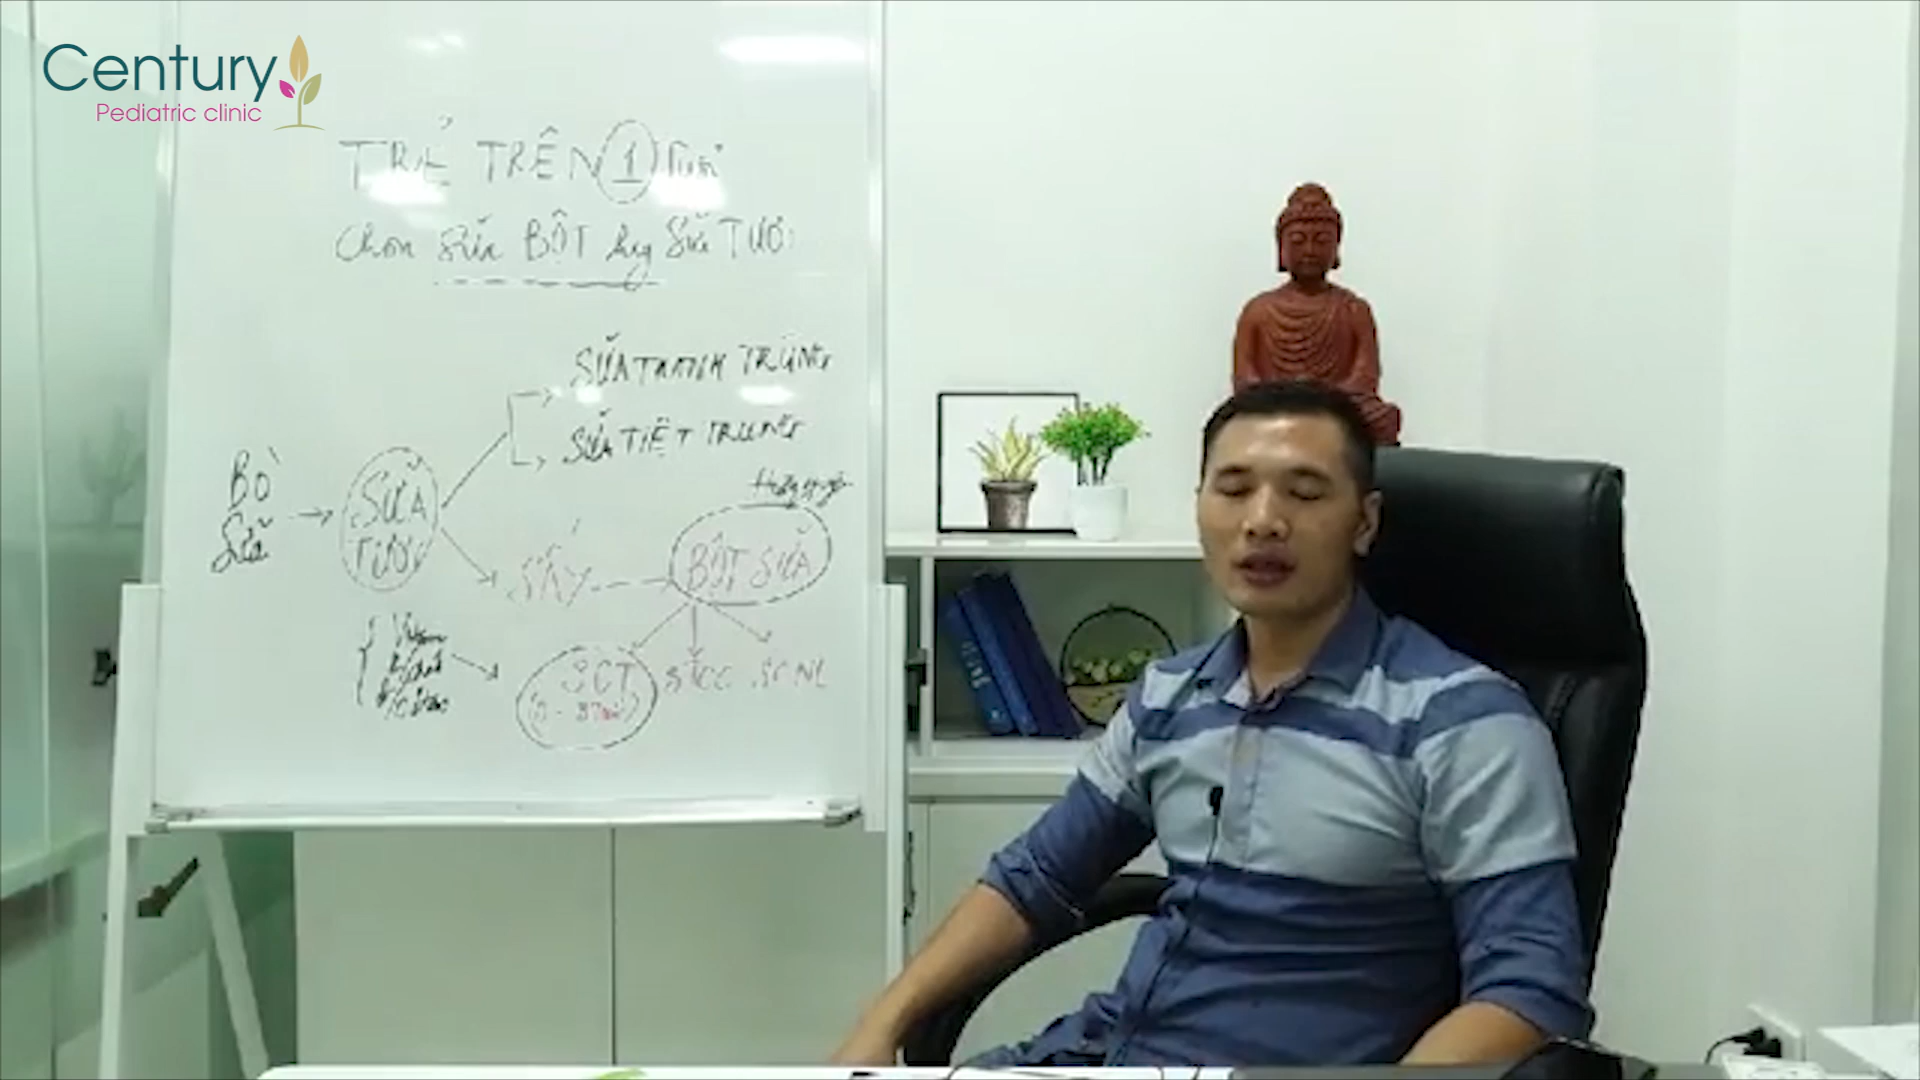 Century
Pediatric clinic
TRẺ TRÊN 1 Tuổi
Chọn Sữa BỘT hay Sữa TƯƠI
SỮA THANH TRÙNG
SỮA TIỆT TRÙNG
BÒ
Sữa
SỮA
TƯƠI
SẤY
BỘT SỮA
SCT
SCNL